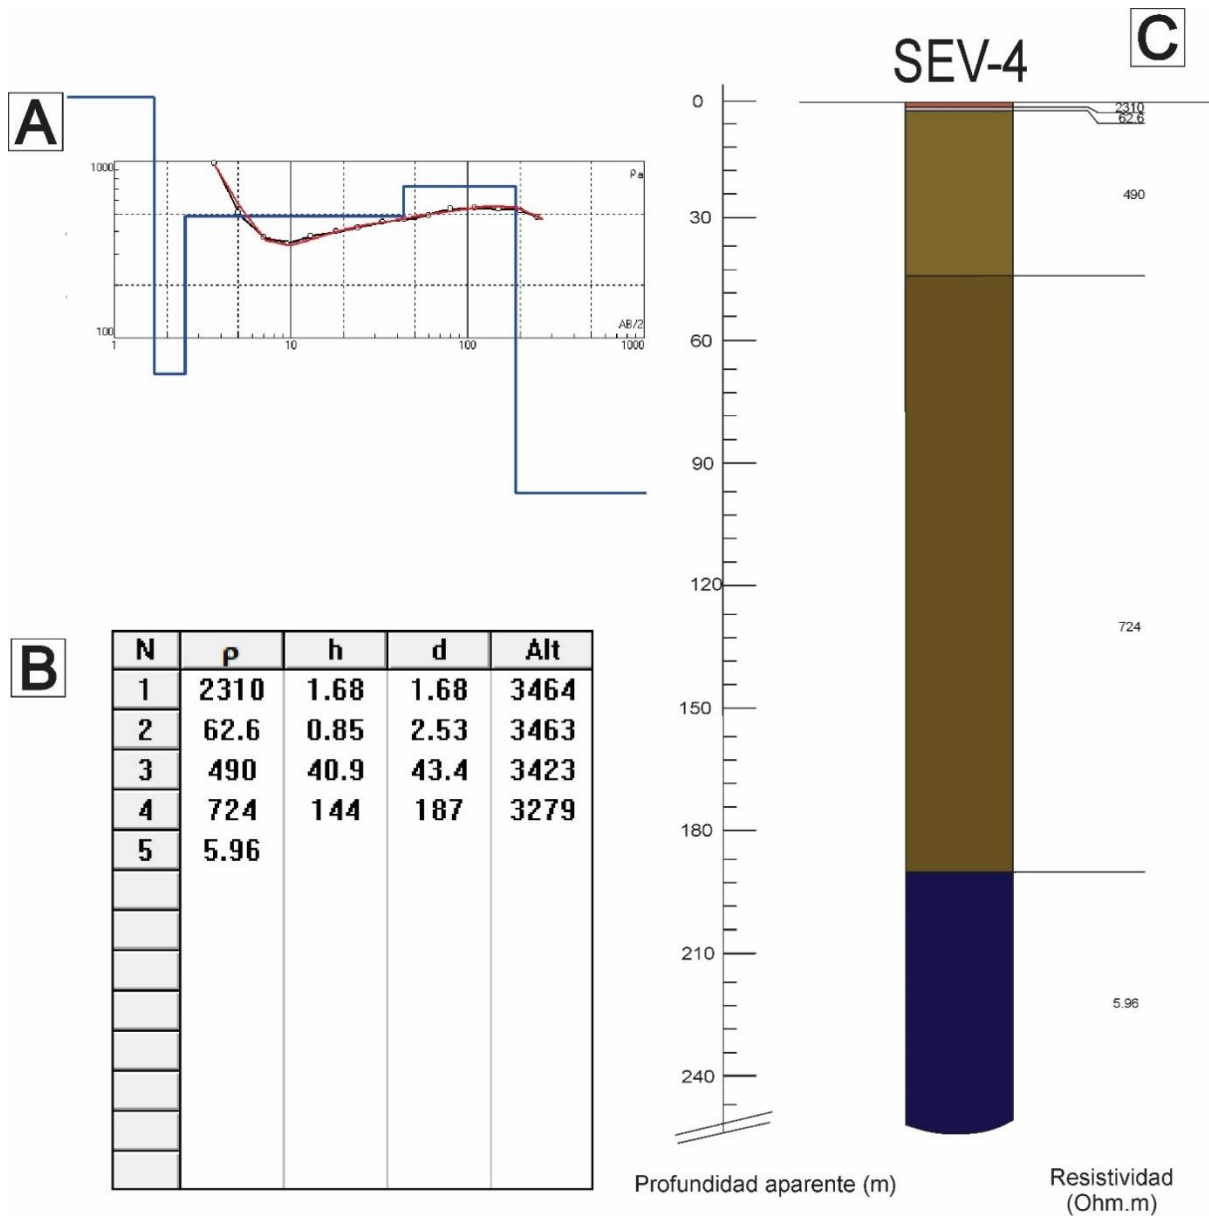 A
1000
ρa
100
AB/2
1
10
100
1000
B
N ρ h d Alt
1 2310 1.68 1.68 3464
2 62.6 0.85 2.53 3463
3 490 40.9 43.4 3423
4 724 144 187 3279
5 5.96
C
SEV-4
0
30
60
90
120
150
180
210
240
2310
62.6
490
724
5.96
Profundidad aparente (m)
Resistividad
(Ohm.m)